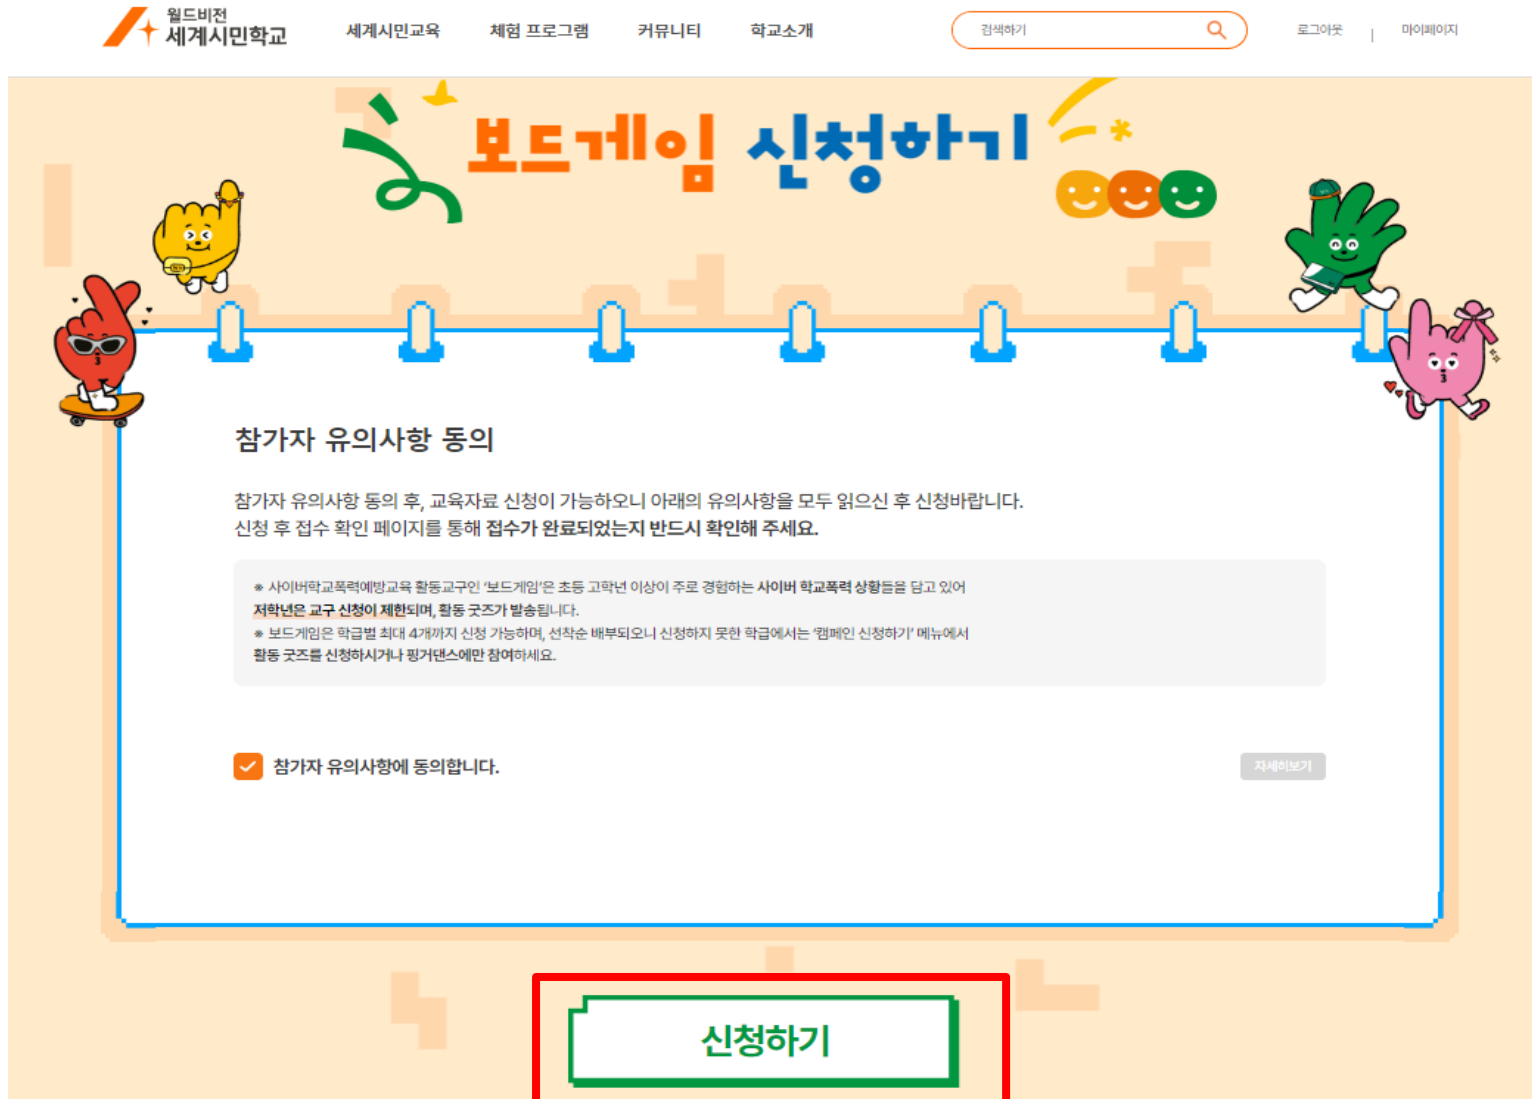 월드비전
세계시민학교
세계시민교육 체험 프로그램 커뮤니티 학교소개 검색하기 로그아웃 | 마이페이지
보드게임 신청하기
참가자 유의사항 동의
참가자 유의사항 동의 후, 교육자료 신청이 가능하오니 아래의 유의사항을 모두 읽으신 후 신청바랍니다.
신청 후 접수 확인 페이지를 통해 접수가 완료되었는지 반드시 확인해 주세요.
※ 사이버학교폭력예방교육 활동교구인 '보드게임'은 초등 고학년 이상이 주로 경험하는 사이버 학교폭력 상황들을 담고 있어
저학년은 교구 신청이 제한되며, 활동 굿즈가 발송됩니다.
※ 보드게임은 학급별 최대 4개까지 신청 가능하며, 선착순 배부되오니 신청하지 못한 학급에서는 '캠페인 신청하기' 메뉴에서
활동 굿즈를 신청하시거나 핑거댄스에만 참여하세요.
참가자 유의사항에 동의합니다. 자세히보기
신청하기